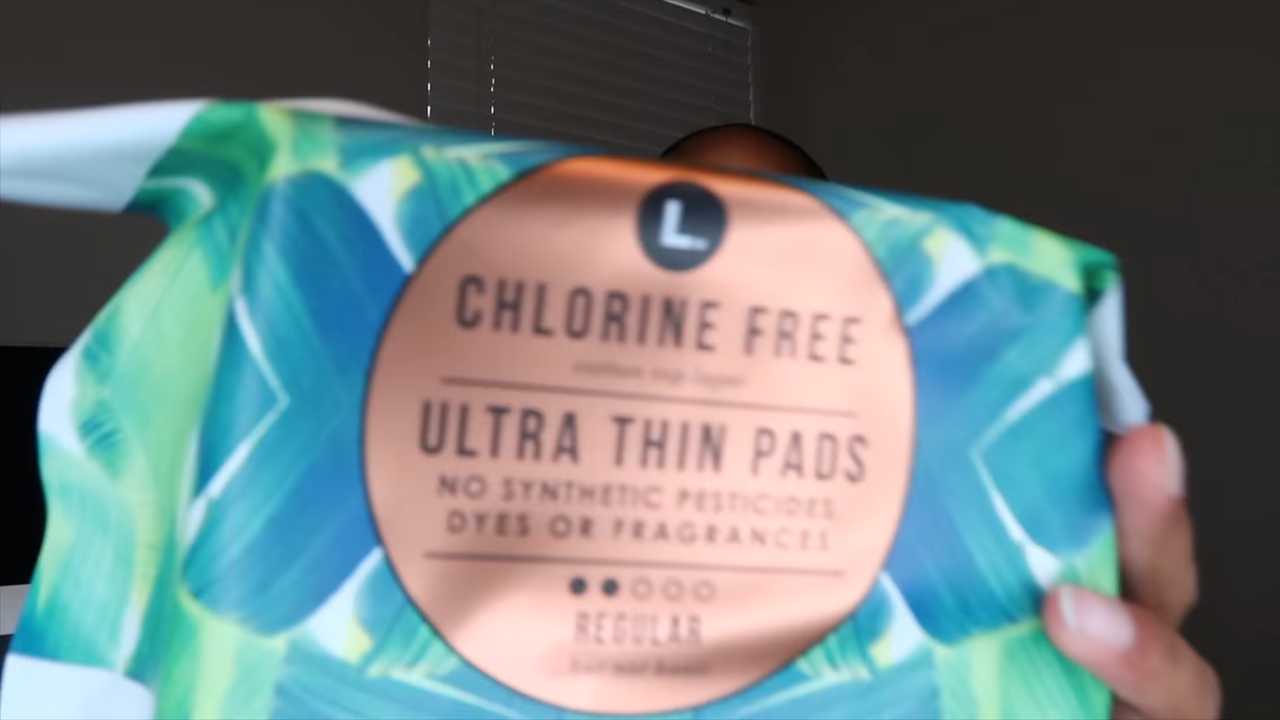 L.
CHLORINE FREE
ULTRA THIN PADS
NO SYNTHETIC PESTICIDES
DYES OR FRAGRANCES
REGULAR